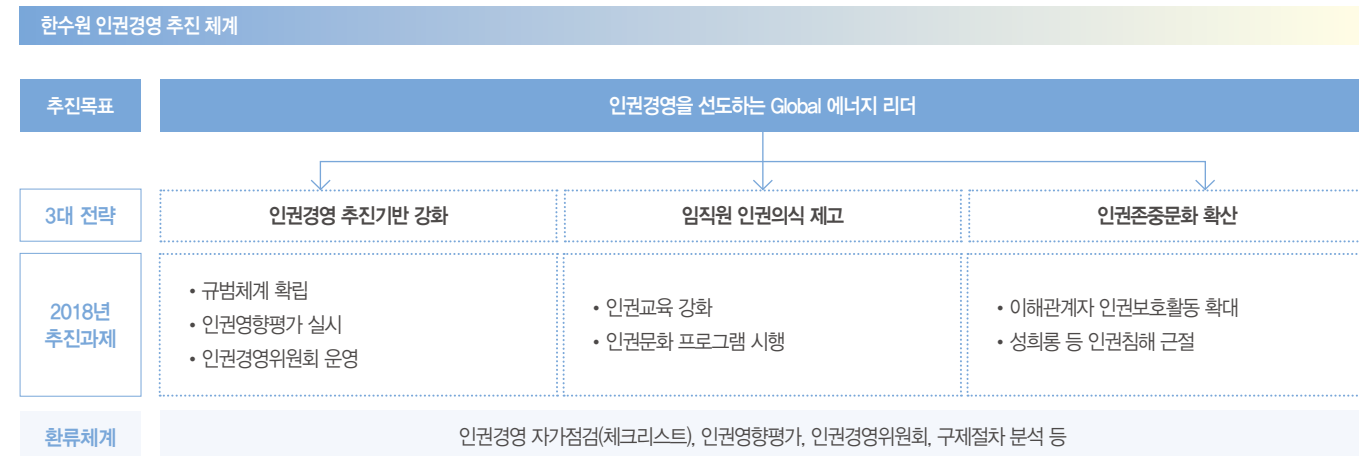 한수원 인권경영 추진 체계
추진목표
인권경영을 선도하는 Global 에너지 리더
3대 전략
인권경영 추진기반 강화
임직원 인권의식 제고
인권존중문화 확산
2018년
추진과제
• 규범체계 확립
• 인권영향평가 실시
• 인권경영위원회 운영
• 인권교육 강화
• 인권문화 프로그램 시행
• 이해관계자 인권보호활동 확대
• 성희롱 등 인권침해 근절
환류체계
인권경영 자가점검(체크리스트), 인권영향평가, 인권경영위원회, 구제절차 분석 등